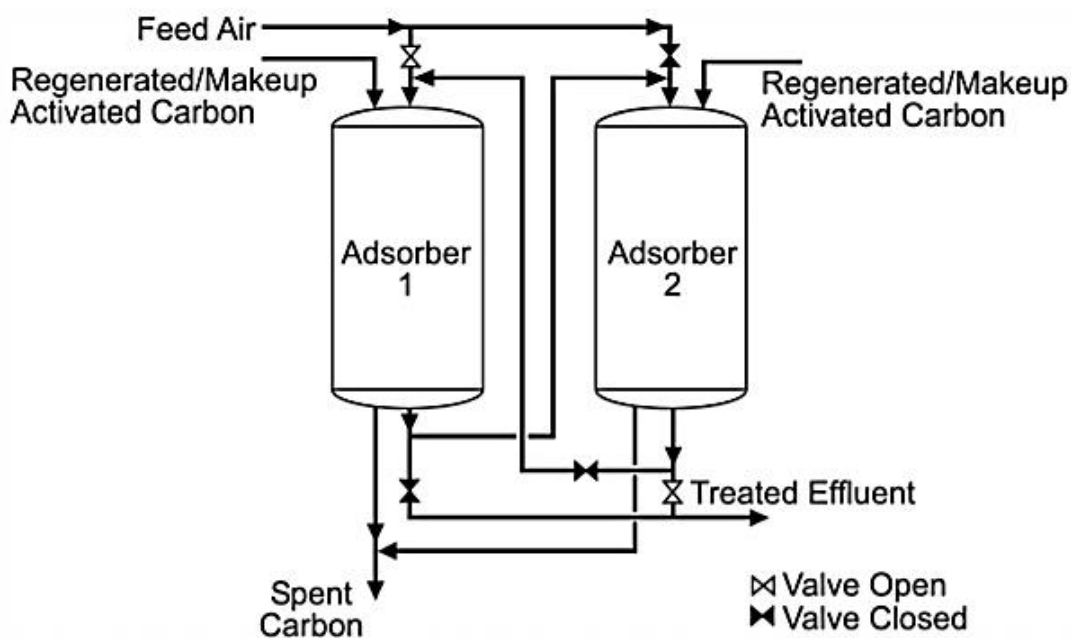 Feed Air
Regenerated/Makeup
Activated Carbon
Regenerated/Makeup
Activated Carbon
Adsorber
1
Adsorber
2
Treated Effluent
Spent
Carbon
Valve Open
Valve Closed